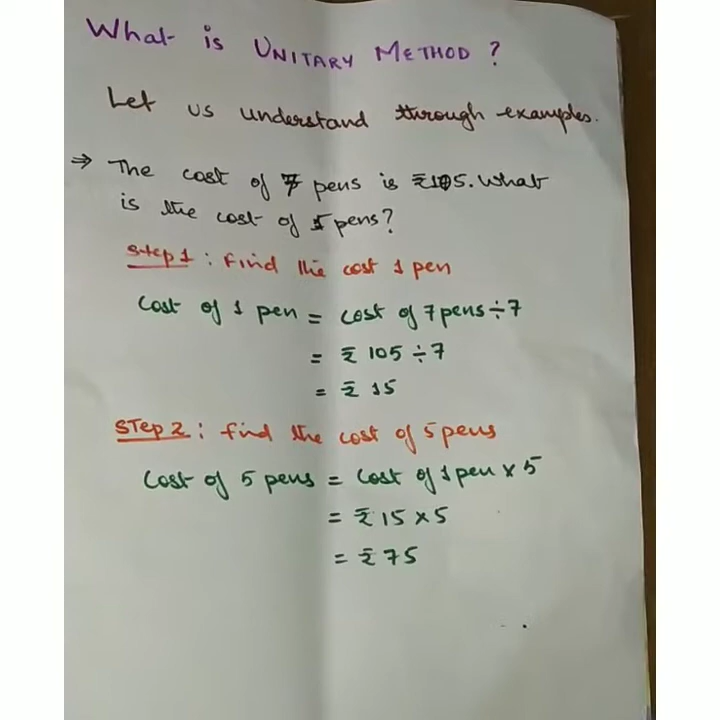 What is UNITARY METHOD?
Let us understand through examples.
⇒ The cost of 7 pens is ₹105. What
is the cost of 5 pens?
Step 1 : Find the cost 1 pen
Cost of 1 pen = cost of 7 pens ÷ 7
= ₹ 105 ÷ 7
= ₹ 15
STep 2 : find the cost of 5 pens
Cost of 5 pens = cost of 1 pen × 5
= ₹ 15 × 5
= ₹ 75